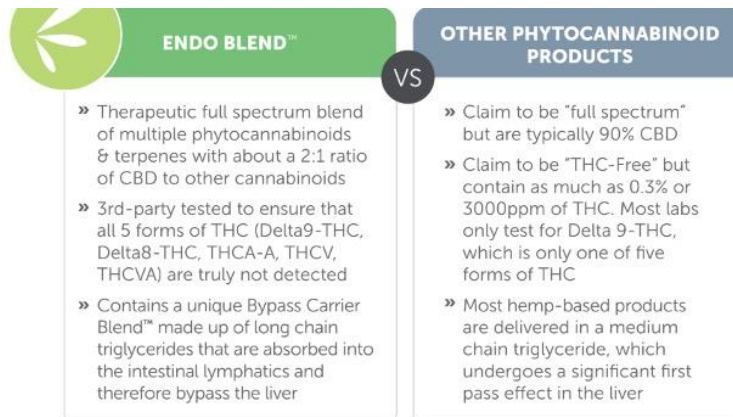 ENDO BLEND™
»  Therapeutic full spectrum blend
of multiple phytocannabinoids
& terpenes with about a 2:1 ratio
of CBD to other cannabinoids
»  3rd-party tested to ensure that
all 5 forms of THC (Delta9-THC,
Delta8-THC, THCA-A, THCV,
THCVA) are truly not detected
»  Contains a unique Bypass Carrier
Blend™ made up of long chain
triglycerides that are absorbed into
the intestinal lymphatics and
therefore bypass the liver
VS
OTHER PHYTOCANNABINOID
PRODUCTS
»  Claim to be "full spectrum"
but are typically 90% CBD
»  Claim to be "THC-Free" but
contain as much as 0.3% or
3000ppm of THC. Most labs
only test for Delta 9-THC,
which is only one of five
forms of THC
»  Most hemp-based products
are delivered in a medium
chain triglyceride, which
undergoes a significant first
pass effect in the liver